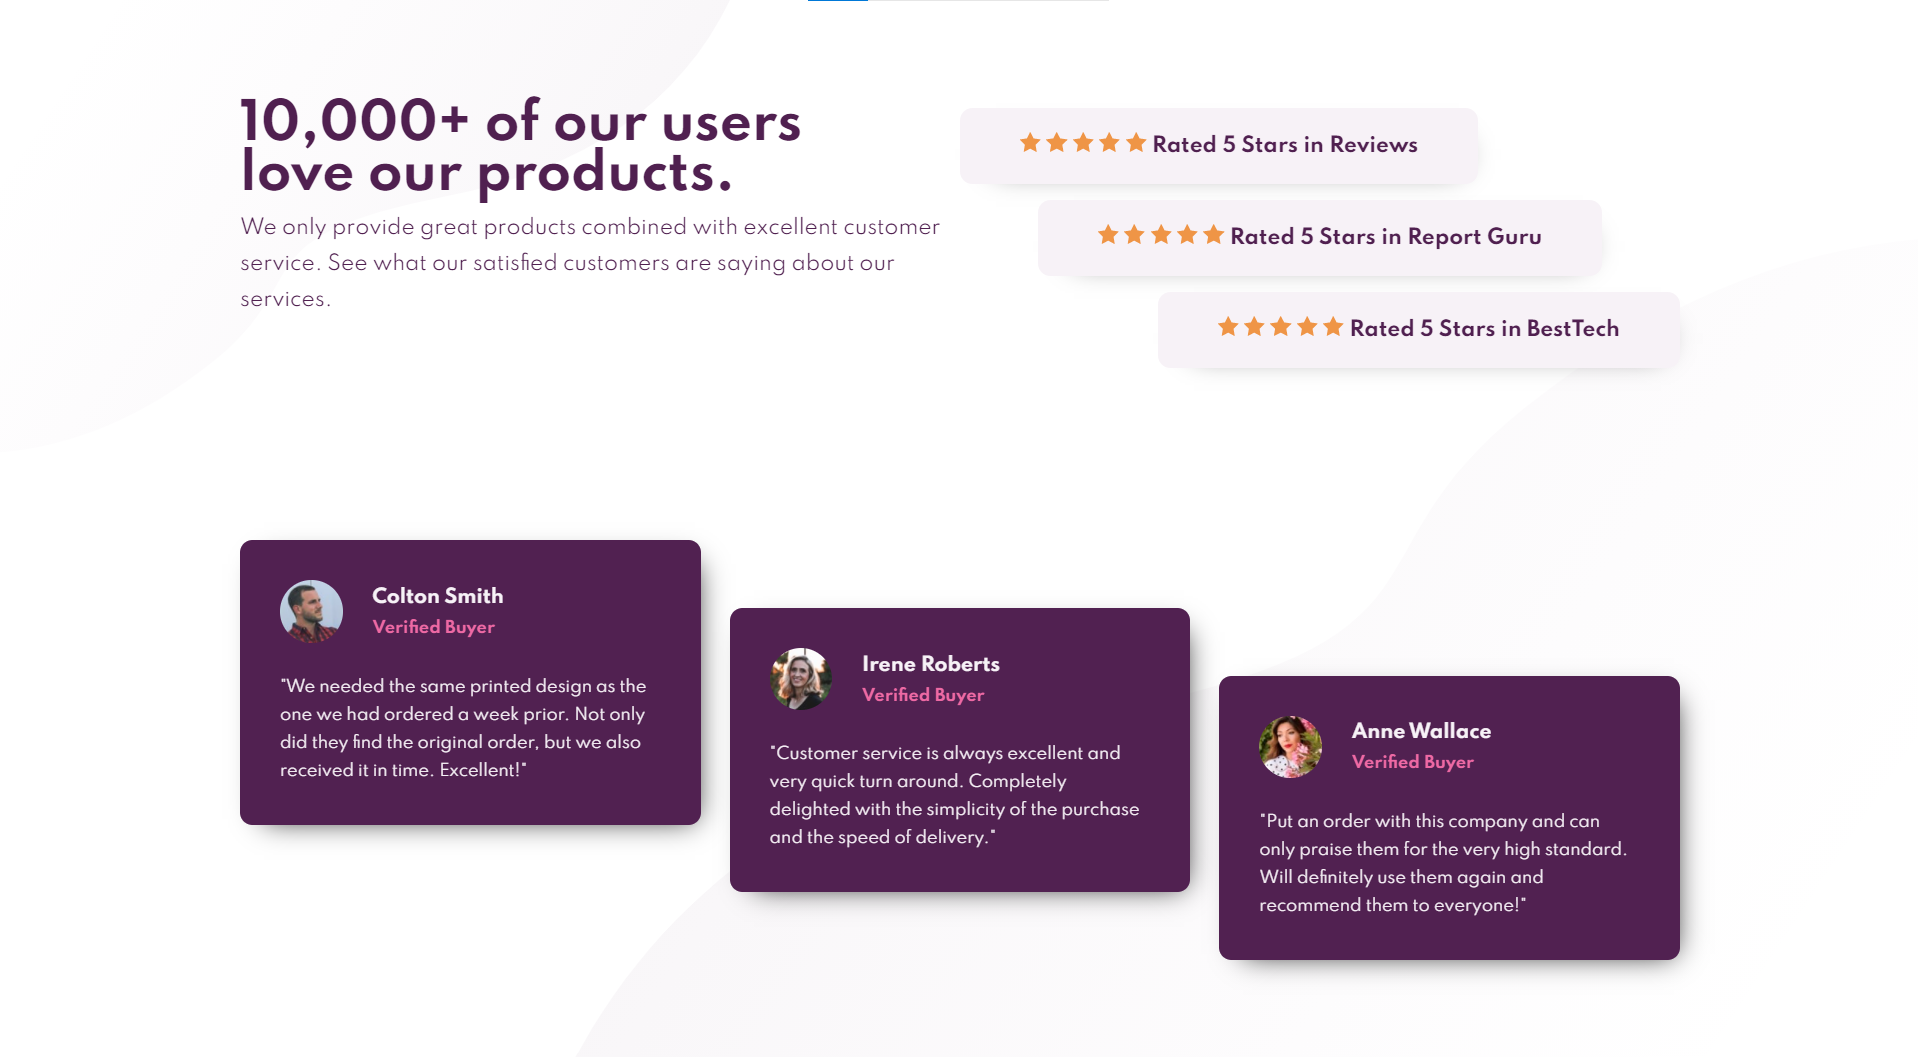 10,000+ of our users
love our products.
We only provide great products combined with excellent customer
service. See what our satisfied customers are saying about our
services.
Rated 5 Stars in Reviews
Rated 5 Stars in Report Guru
Rated 5 Stars in BestTech
Colton Smith
Verified Buyer
"We needed the same printed design as the
one we had ordered a week prior. Not only
did they find the original order, but we also
received it in time. Excellent!"
Irene Roberts
Verified Buyer
"Customer service is always excellent and
very quick turn around. Completely
delighted with the simplicity of the purchase
and the speed of delivery."
Anne Wallace
Verified Buyer
"Put an order with this company and can
only praise them for the very high standard.
Will definitely use them again and
recommend them to everyone!"